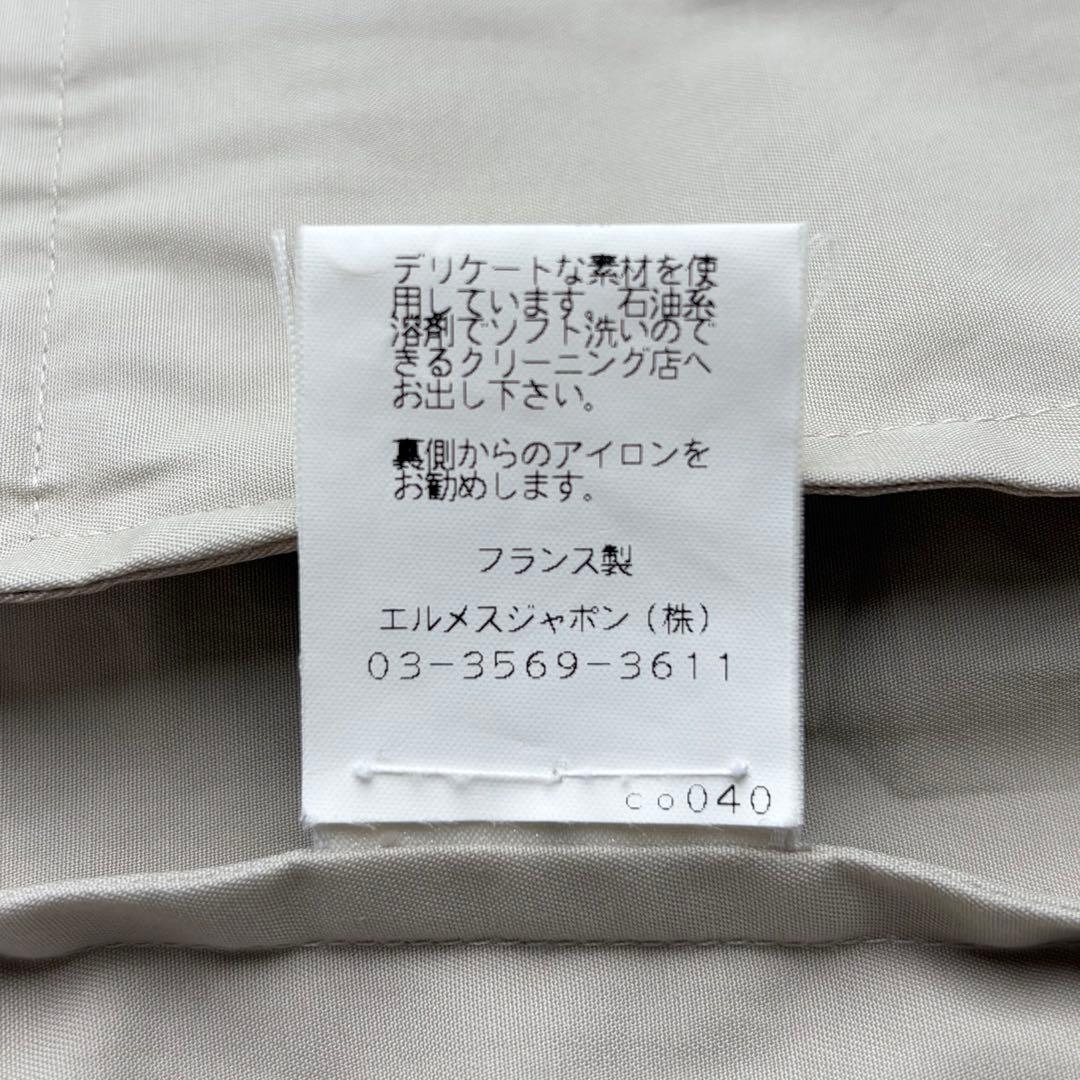 デリケートな素材を使
用しています。石油系
溶剤でソフト洗いので
きるクリーニング店へ
お出し下さい。
裏側からのアイロンを
お勧めします。
フランス製
エルメスジャポン(株)
03-3569-3611
co040